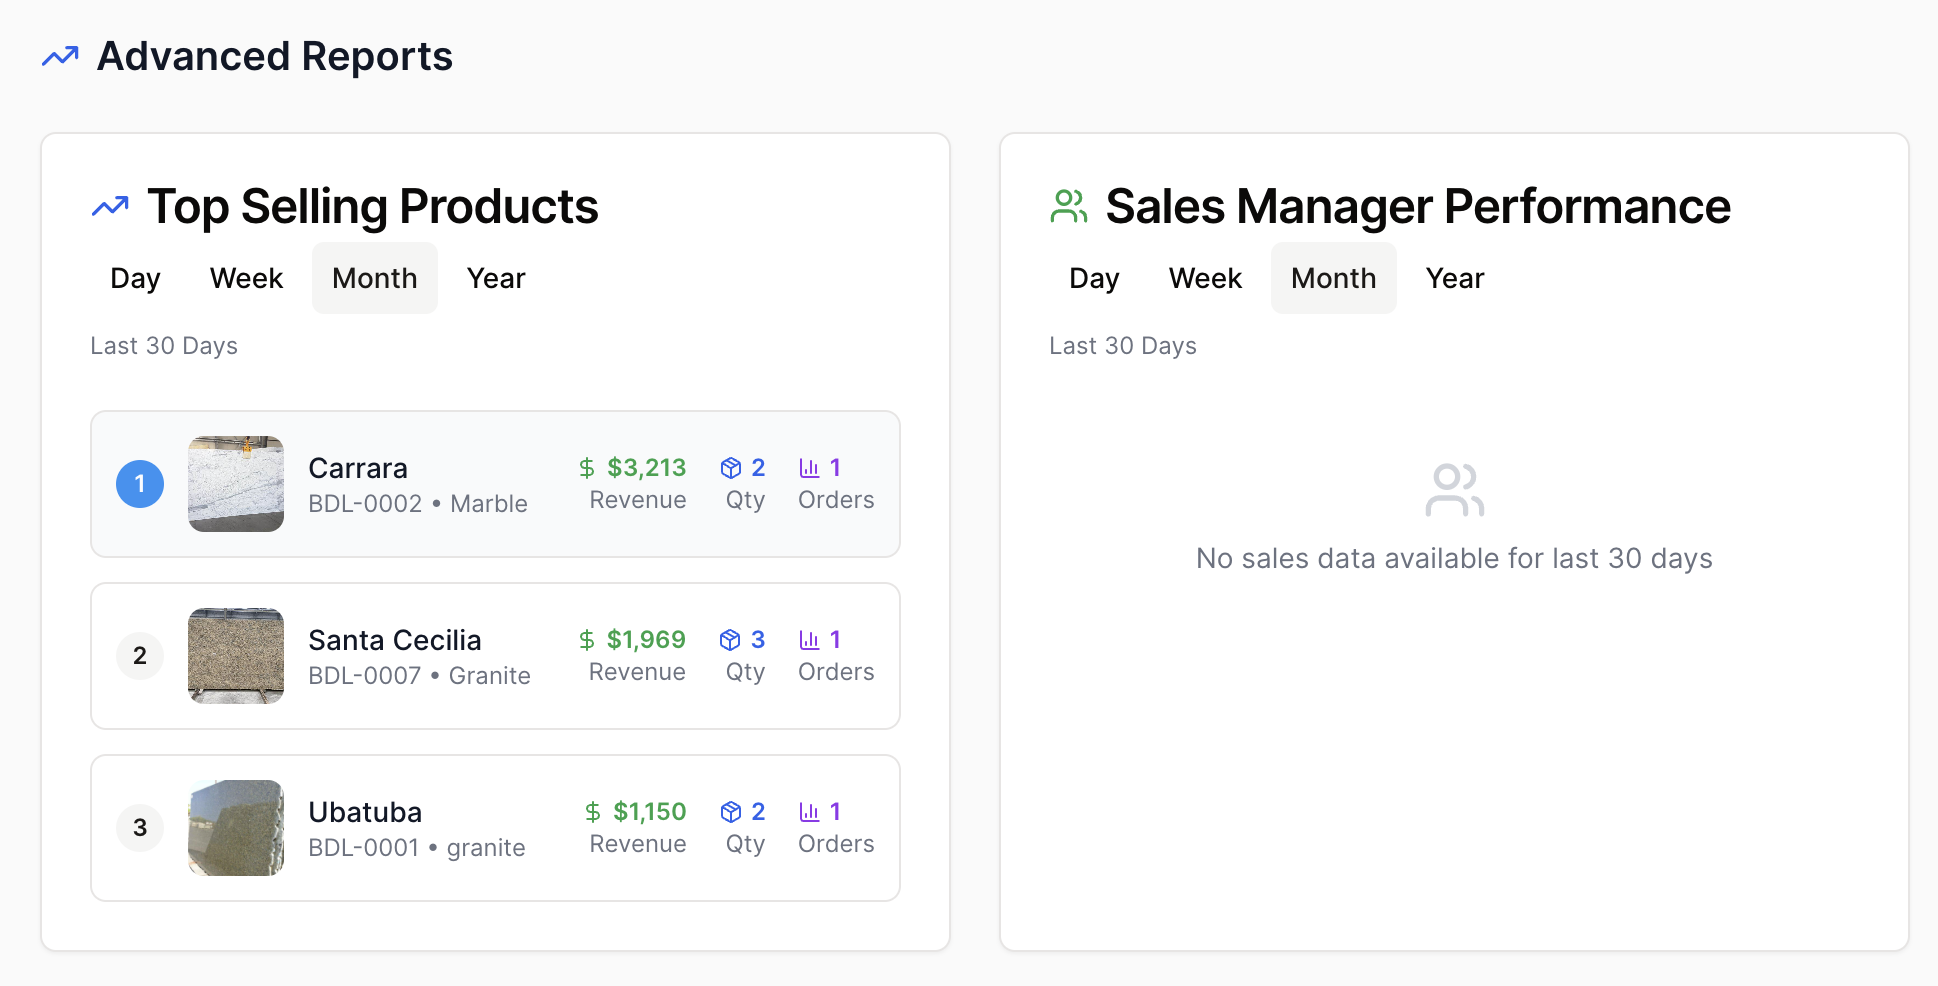 Advanced Reports
Top Selling Products
Day Week Month Year
Last 30 Days
1
Carrara
BDL-0002 • Marble
$3,213
Revenue
2
Qty
1
Orders
2
Santa Cecilia
BDL-0007 • Granite
$1,969
Revenue
3
Qty
1
Orders
3
Ubatuba
BDL-0001 • granite
$1,150
Revenue
2
Qty
1
Orders
Sales Manager Performance
Day Week Month Year
Last 30 Days
No sales data available for last 30 days